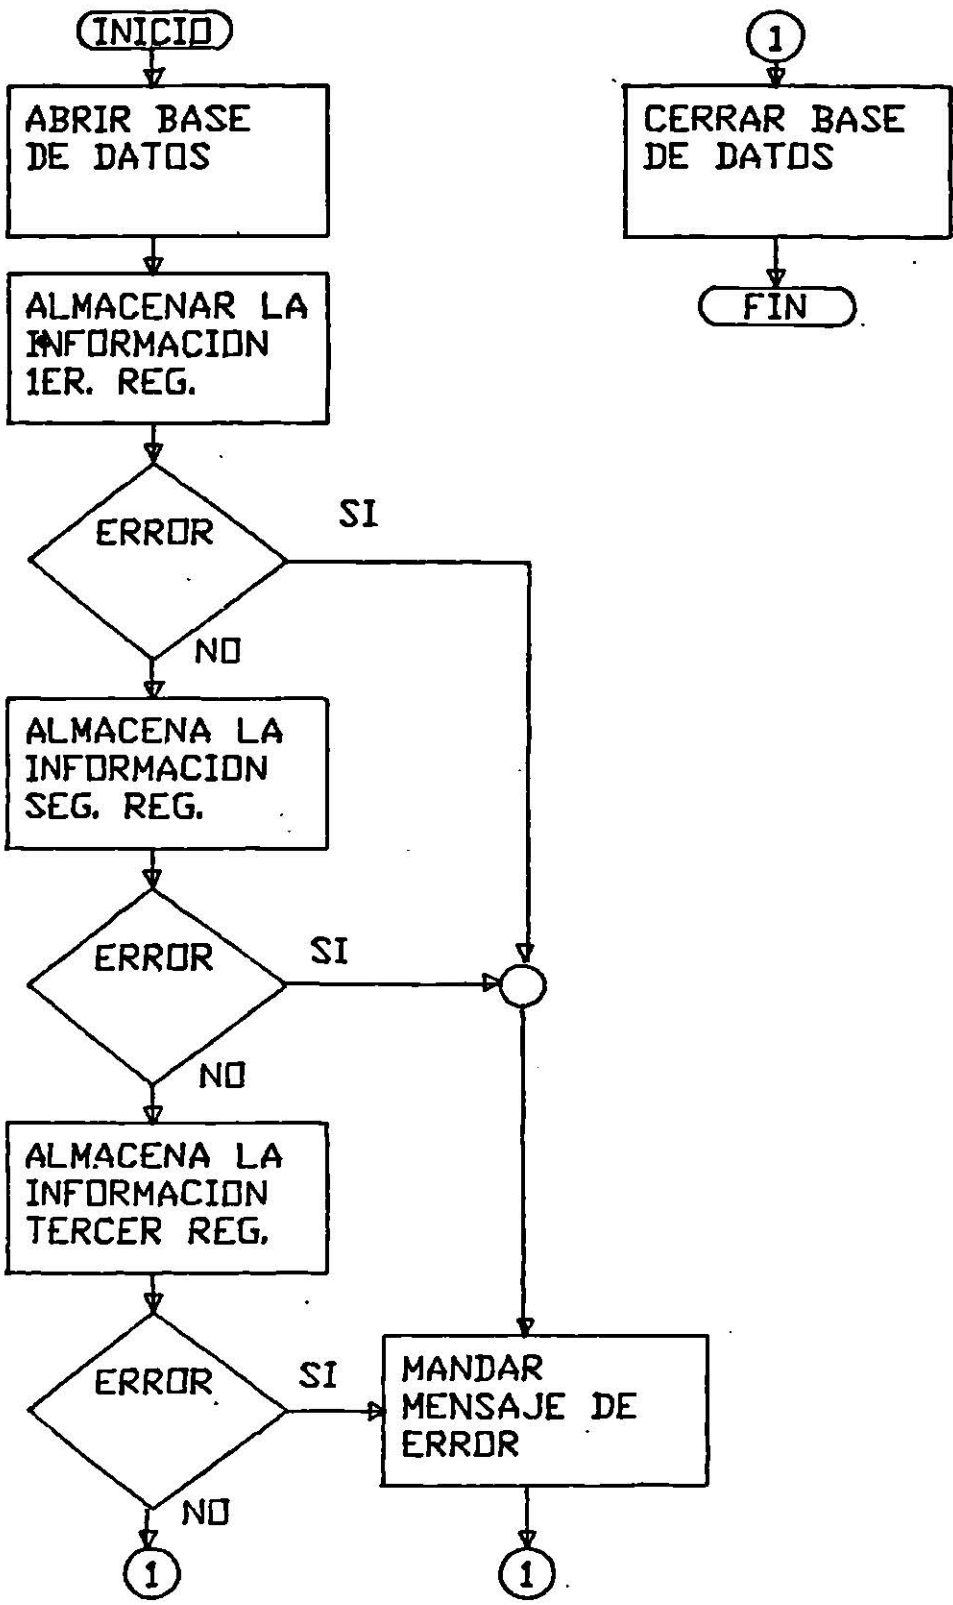 INICIO
ABRIR BASE
DE DATOS
ALMACENAR LA
INFORMACION
1ER. REG.
ERROR
SI
NO
ALMACENA LA
INFORMACION
SEG. REG.
ERROR
SI
NO
ALMACENA LA
INFORMACION
TERCER REG.
ERROR
SI
NO
MANDAR
MENSAJE DE
ERROR
1
1
1
CERRAR BASE
DE DATOS
FIN